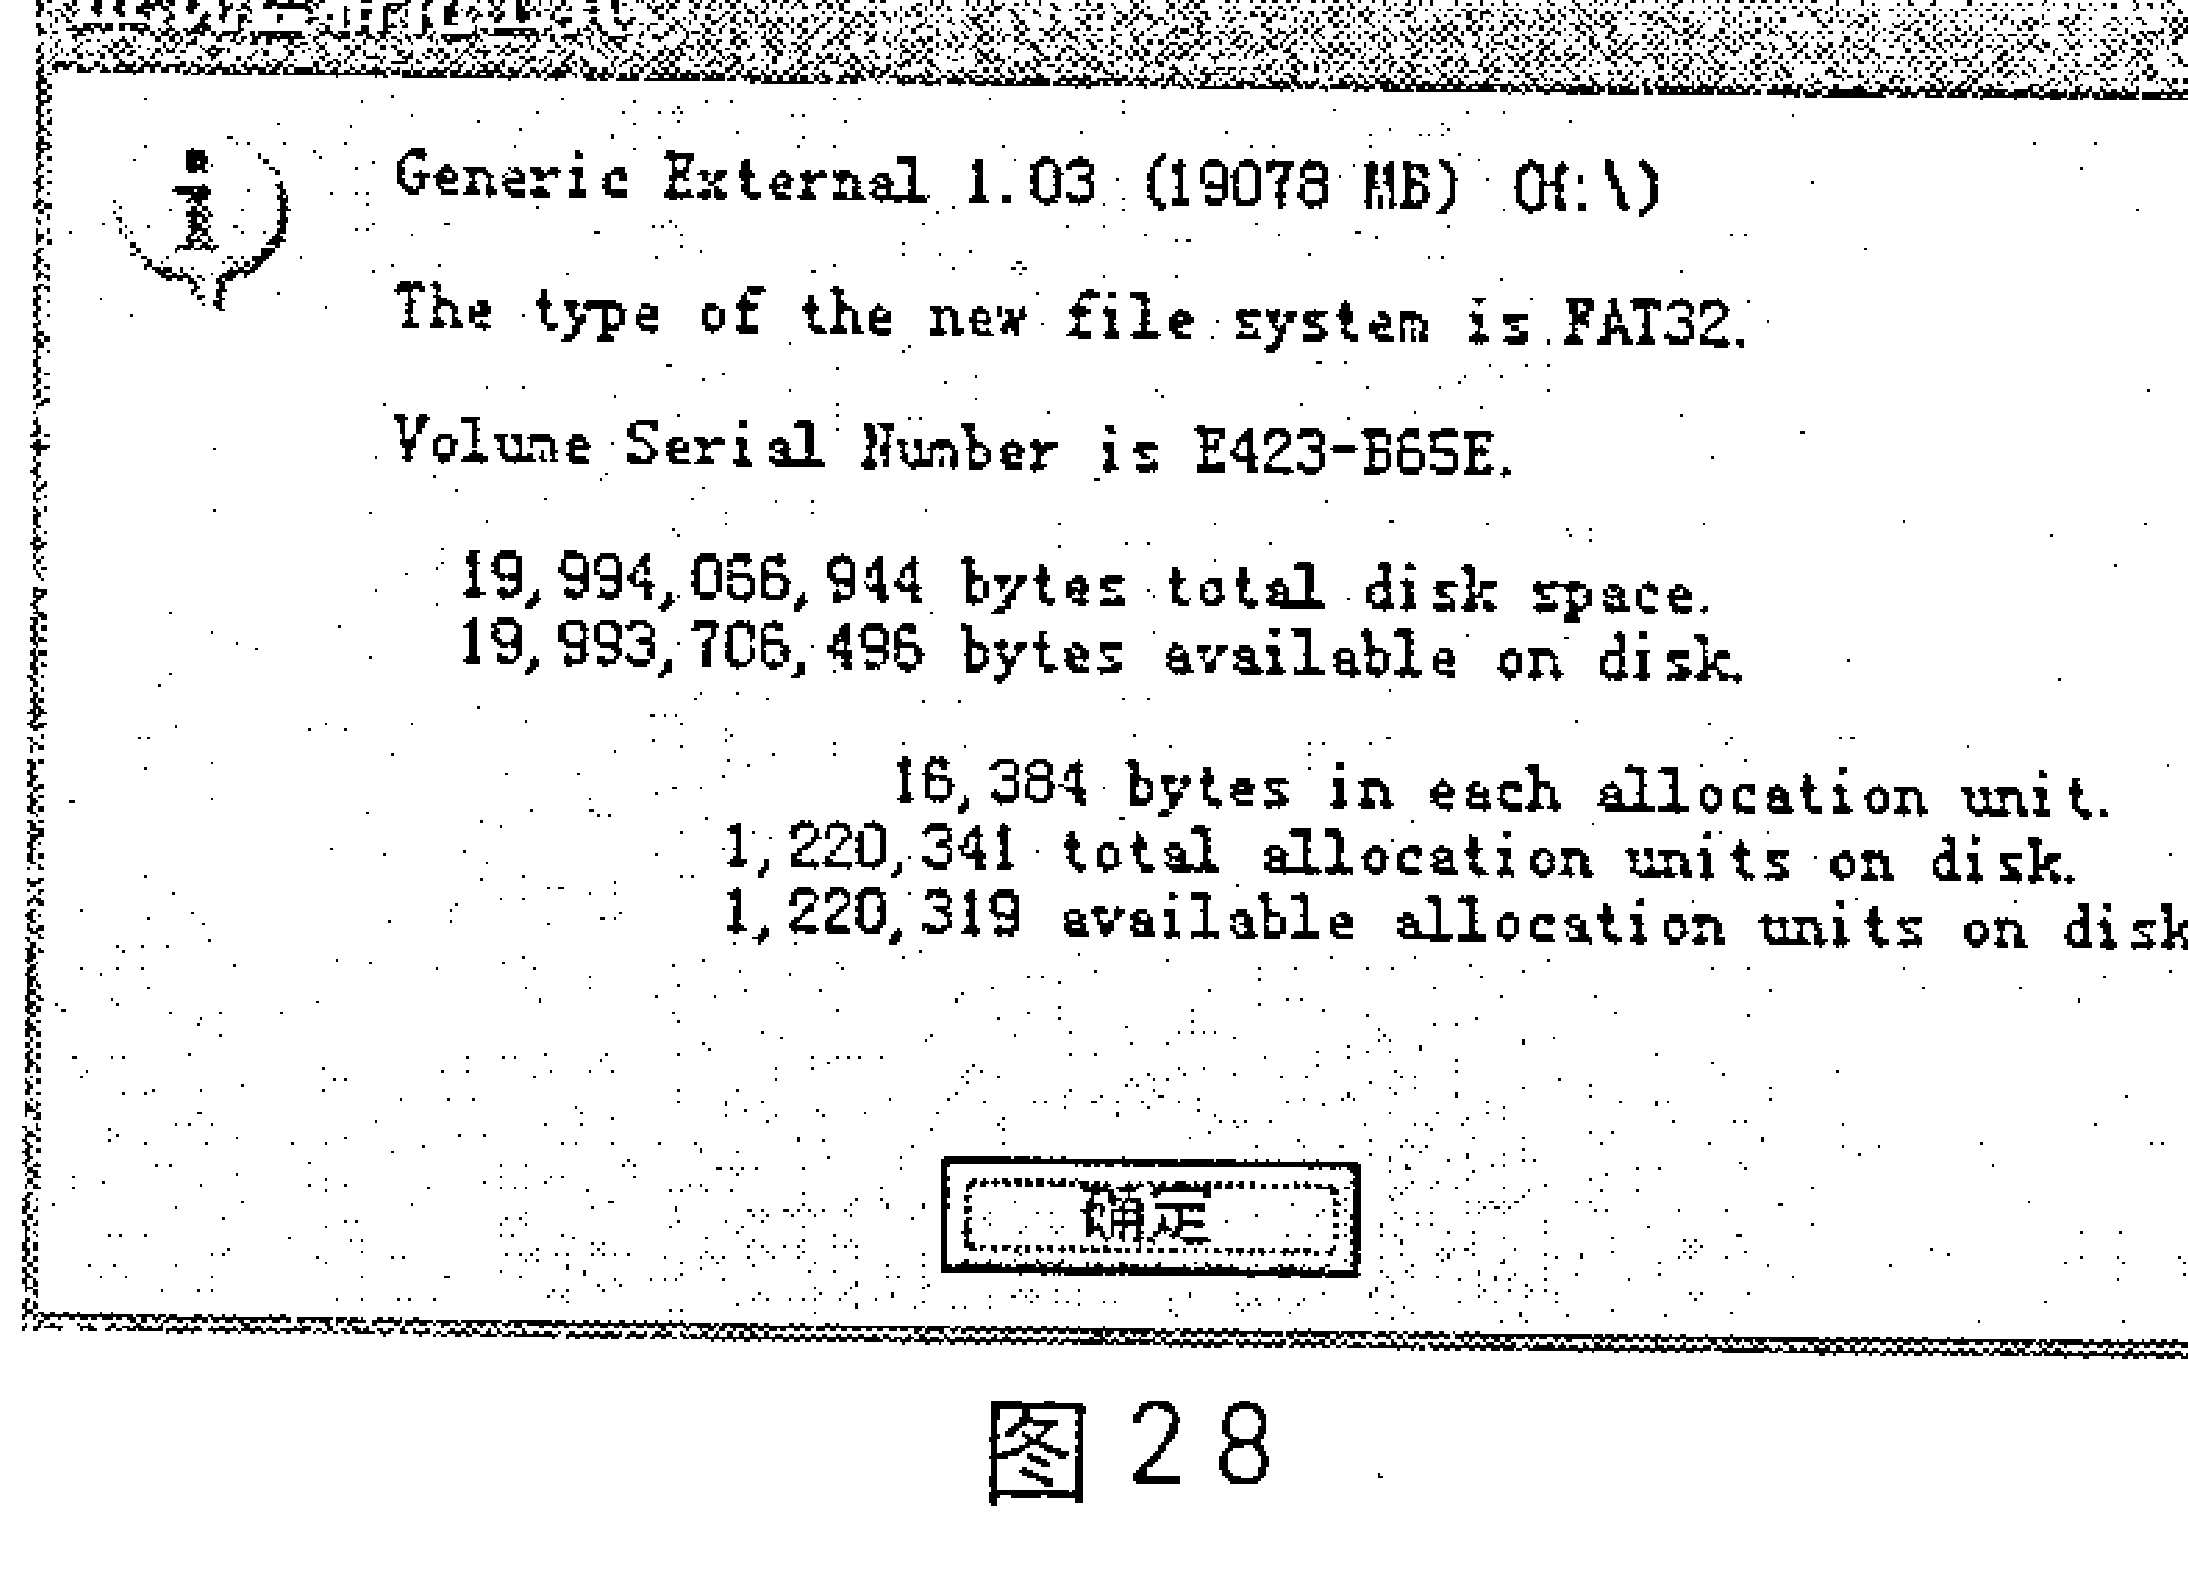 Generic External 1.03 (19078 MB) (H:\)
The type of the new file system is FAT32.
Volume Serial Number is E423-B65E.
19,994,066,944 bytes total disk space.
19,993,706,496 bytes available on disk.
16,384 bytes in each allocation unit.
1,220,341 total allocation units on disk.
1,220,319 available allocation units on disk
确定
图28